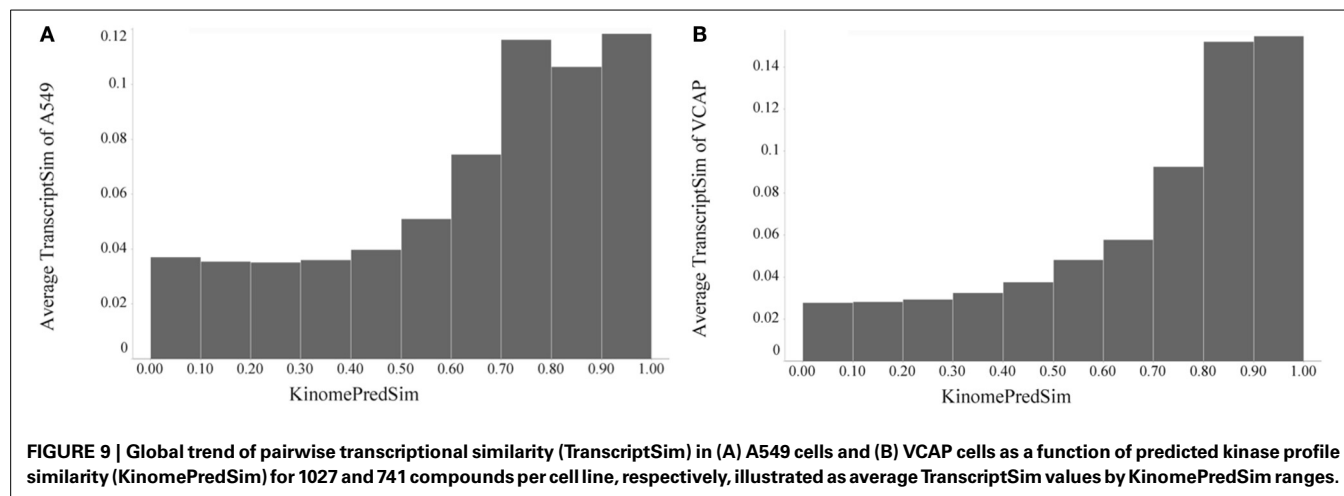 A
Average TranscriptSim of A549
0.12
0.1
0.08
0.06
0.04
0.02
0
0.00 0.10 0.20 0.30 0.40 0.50 0.60 0.70 0.80 0.90 1.00
KinomePredSim
B
Average TranscriptSim of VCAP
0.14
0.12
0.1
0.08
0.06
0.04
0.02
0
0.00 0.10 0.20 0.30 0.40 0.50 0.60 0.70 0.80 0.90 1.00
KinomePredSim
FIGURE 9 | Global trend of pairwise transcriptional similarity (TranscriptSim) in (A) A549 cells and (B) VCAP cells as a function of predicted kinase profile
similarity (KinomePredSim) for 1027 and 741 compounds per cell line, respectively, illustrated as average TranscriptSim values by KinomePredSim ranges.